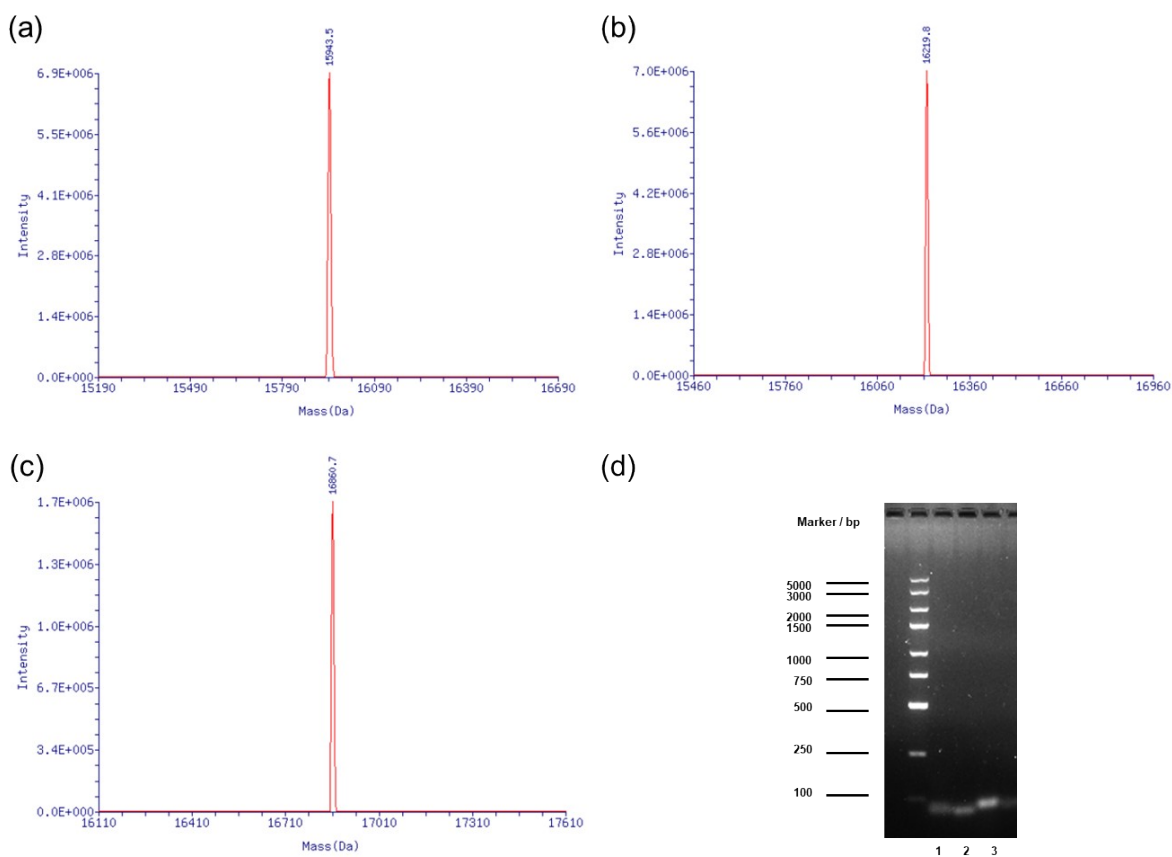 (a)
15943.5
6.9E+006
5.5E+006
4.1E+006
2.8E+006
1.4E+006
0.0E+000
Intensity
15190 15490 15790 16090 16390 16690
Mass(Da)
(b)
16219.8
7.0E+006
5.6E+006
4.2E+006
2.8E+006
1.4E+006
0.0E+000
Intensity
15460 15760 16060 16360 16660 16960
Mass(Da)
(c)
16860.7
1.7E+006
1.3E+006
1.0E+006
6.7E+005
3.4E+005
0.0E+000
Intensity
16110 16410 16710 17010 17310 17610
Mass(Da)
(d)
Marker / bp
5000
3000
2000
1500
1000
750
500
250
100
1 2 3